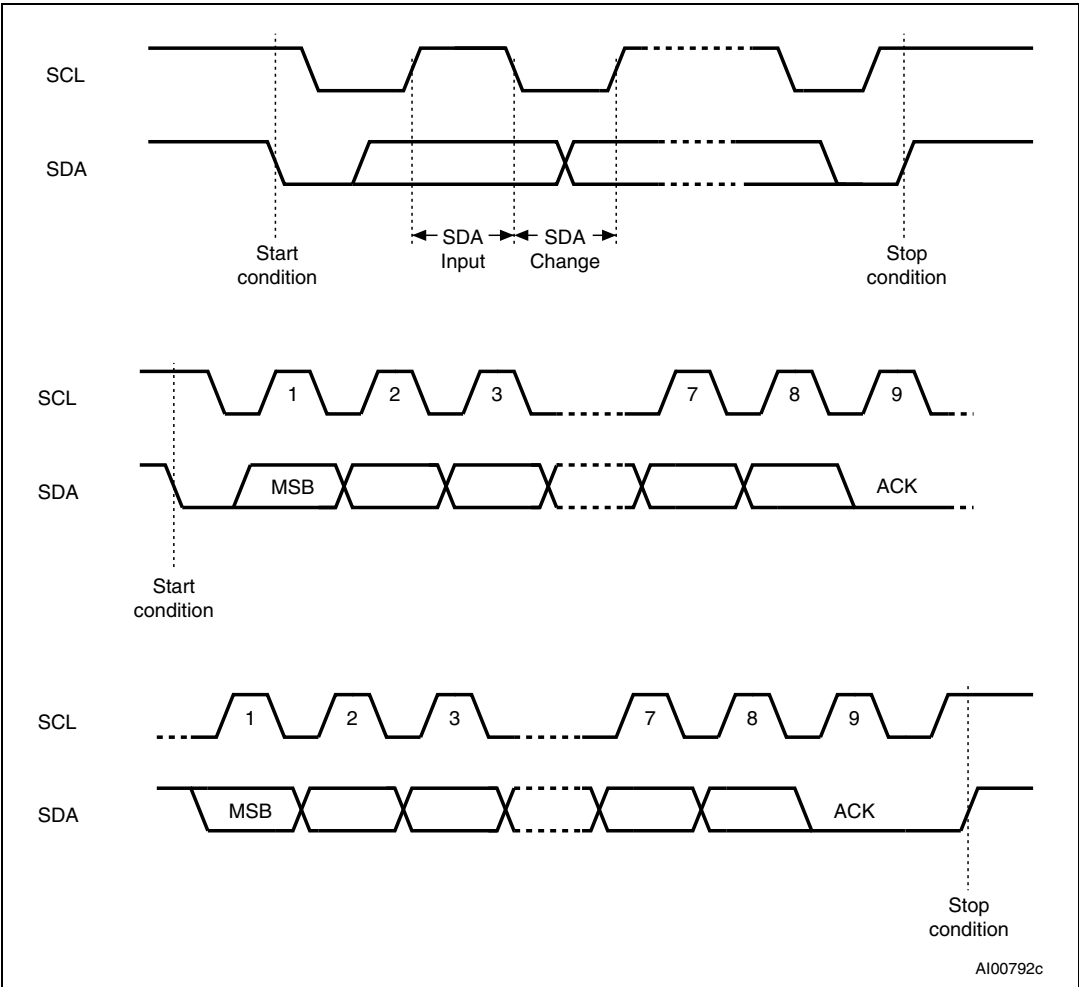 SCL
SDA
Start
condition
SDA
Input
SDA
Change
Stop
condition
SCL
1 2 3 7 8 9
SDA
MSB ACK
Start
condition
SCL
1 2 3 7 8 9
SDA
MSB ACK
Stop
condition
AI00792c